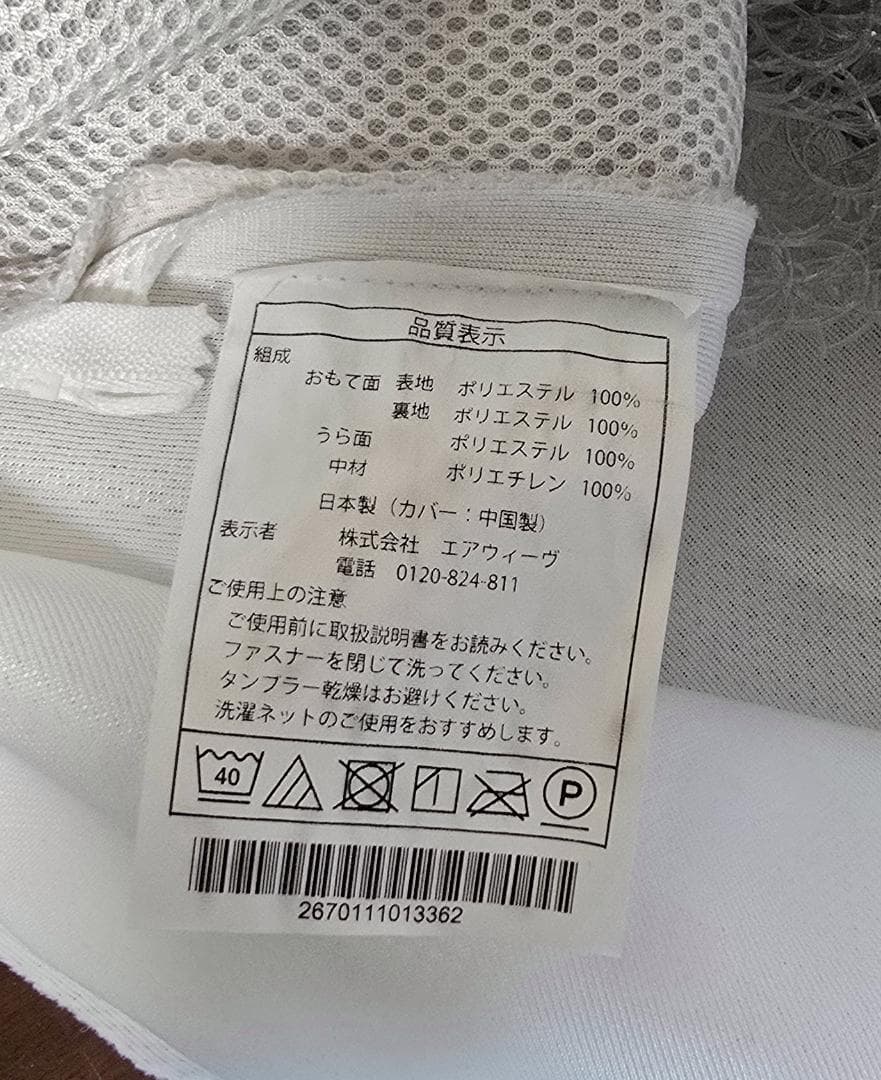 品質表示
組成
おもて面 表地 ポリエステル 100%
裏地 ポリエステル 100%
うら面 ポリエステル 100%
中材 ポリエチレン 100%
日本製（カバー：中国製）
表示者 株式会社 エアウィーヴ
電話 0120-824-811
ご使用上の注意
ご使用前に取扱説明書をお読みください。
ファスナーを閉じて洗ってください。
タンブラー乾燥はお避けください。
洗濯ネットのご使用をおすすめします。
40 P
2670111013362